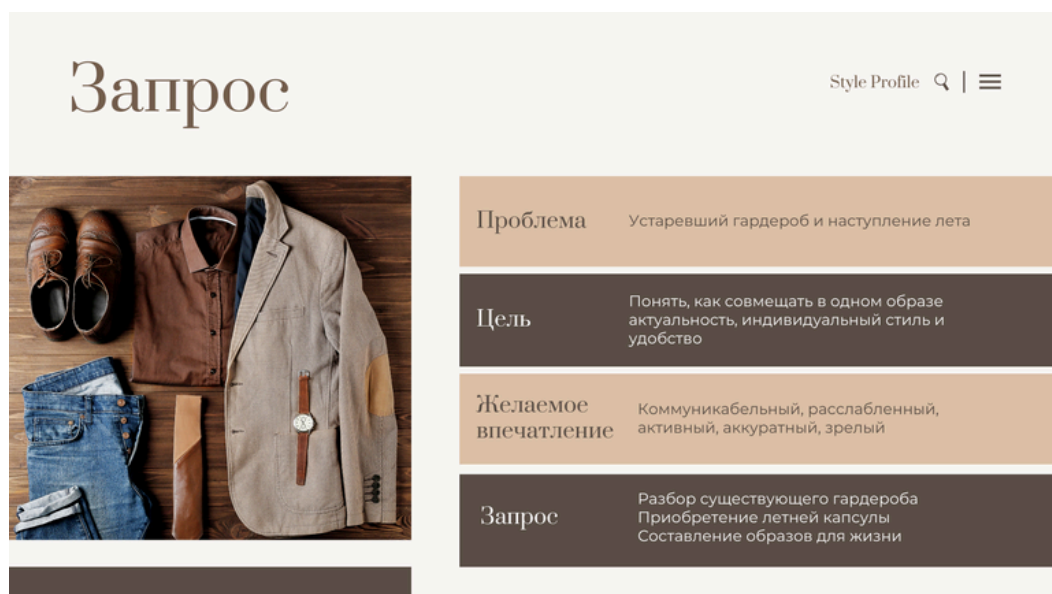 Запрос
Style Profile
Проблема
Устаревший гардероб и наступление лета
Цель
Понять, как совмещать в одном образе
актуальность, индивидуальный стиль и
удобство
Желаемое
впечатление
Коммуникабельный, расслабленный,
активный, аккуратный, зрелый
Запрос
Разбор существующего гардероба
Приобретение летней капсулы
Составление образов для жизни